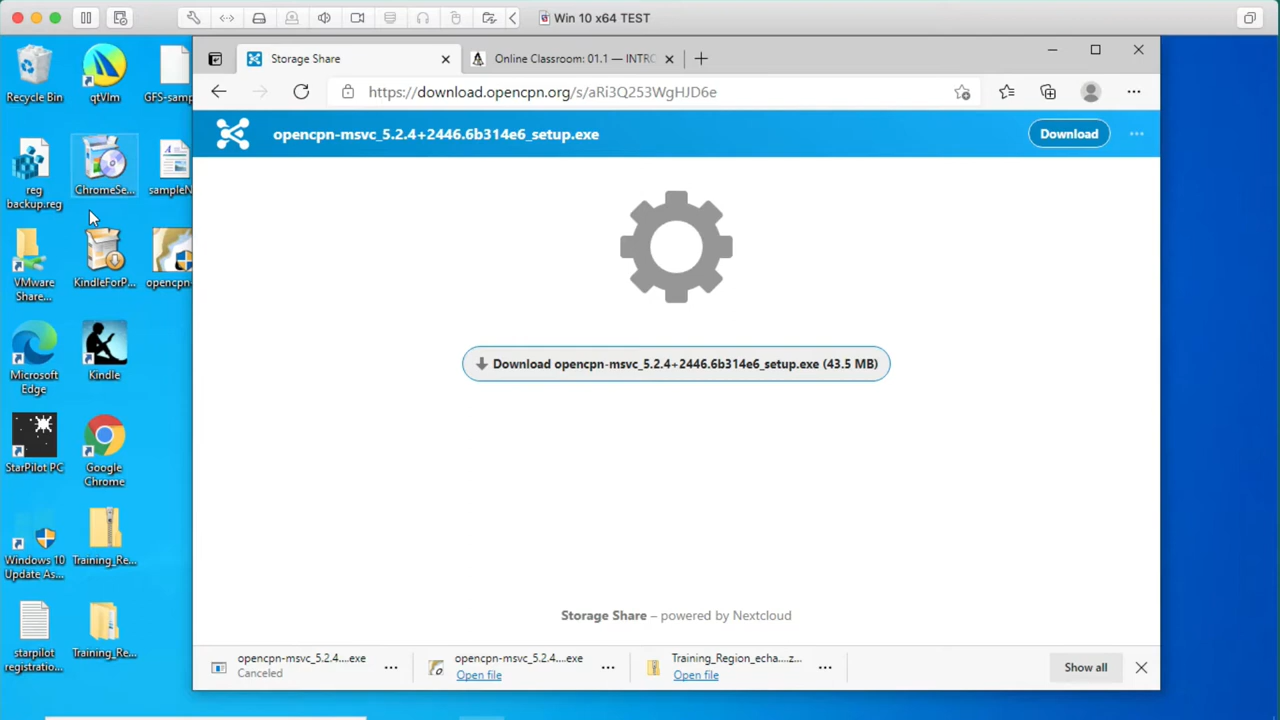 Win 10 x64 TEST
Storage Share
Online Classroom: 01.1 — INTRO
https://download.opencpn.org/s/aRi3Q253WgHJD6e
opencpn-msvc_5.2.4+2446.6b314e6_setup.exe
Download
Download opencpn-msvc_5.2.4+2446.6b314e6_setup.exe (43.5 MB)
Storage Share – powered by Nextcloud
opencpn-msvc_5.2.4....exe
Canceled
opencpn-msvc_5.2.4....exe
Open file
Training_Region_echa....z...
Open file
Show all
Recycle Bin
qtVlm
GFS-samp
reg
backup.reg
ChromeSe...
sampleN
VMware
Share...
KindleForP...
opencpn-
Microsoft
Edge
Kindle
StarPilot PC
Google
Chrome
Windows 10
Update As...
Training_Re...
starpilot
registratio...
Training_Re...